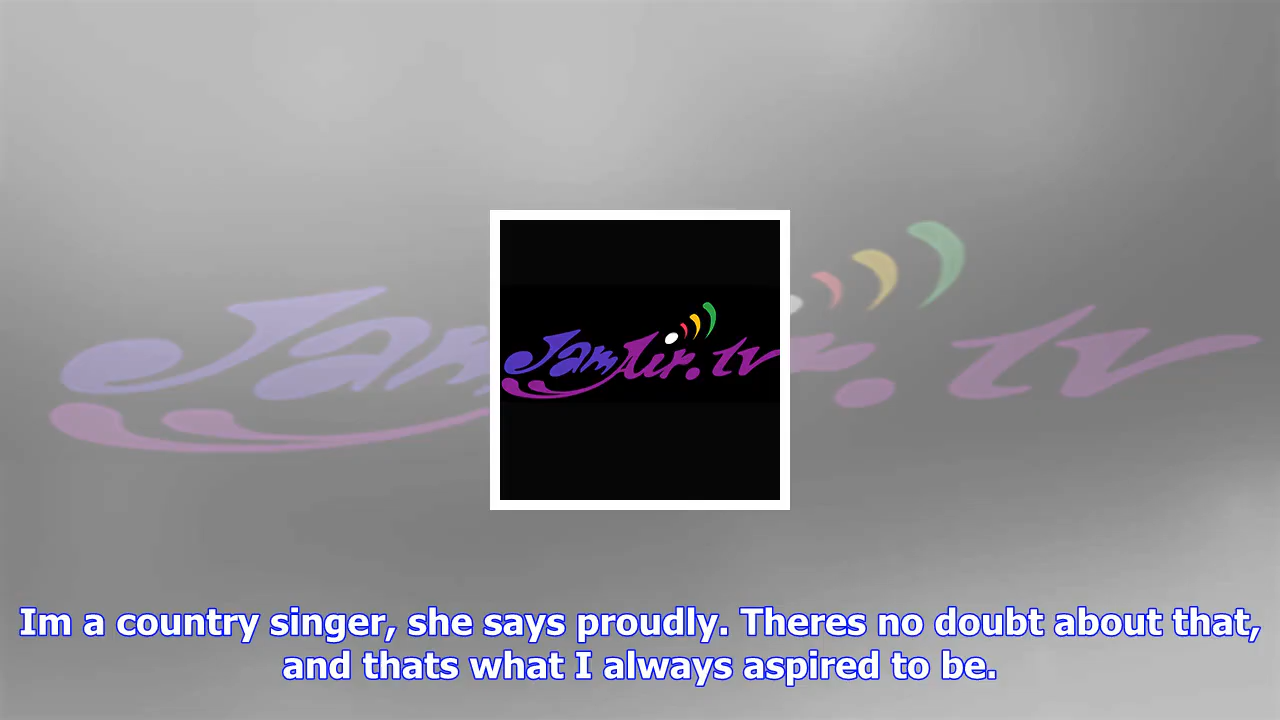 JamAir.tv
Im a country singer, she says proudly. Theres no doubt about that,
and thats what I always aspired to be.